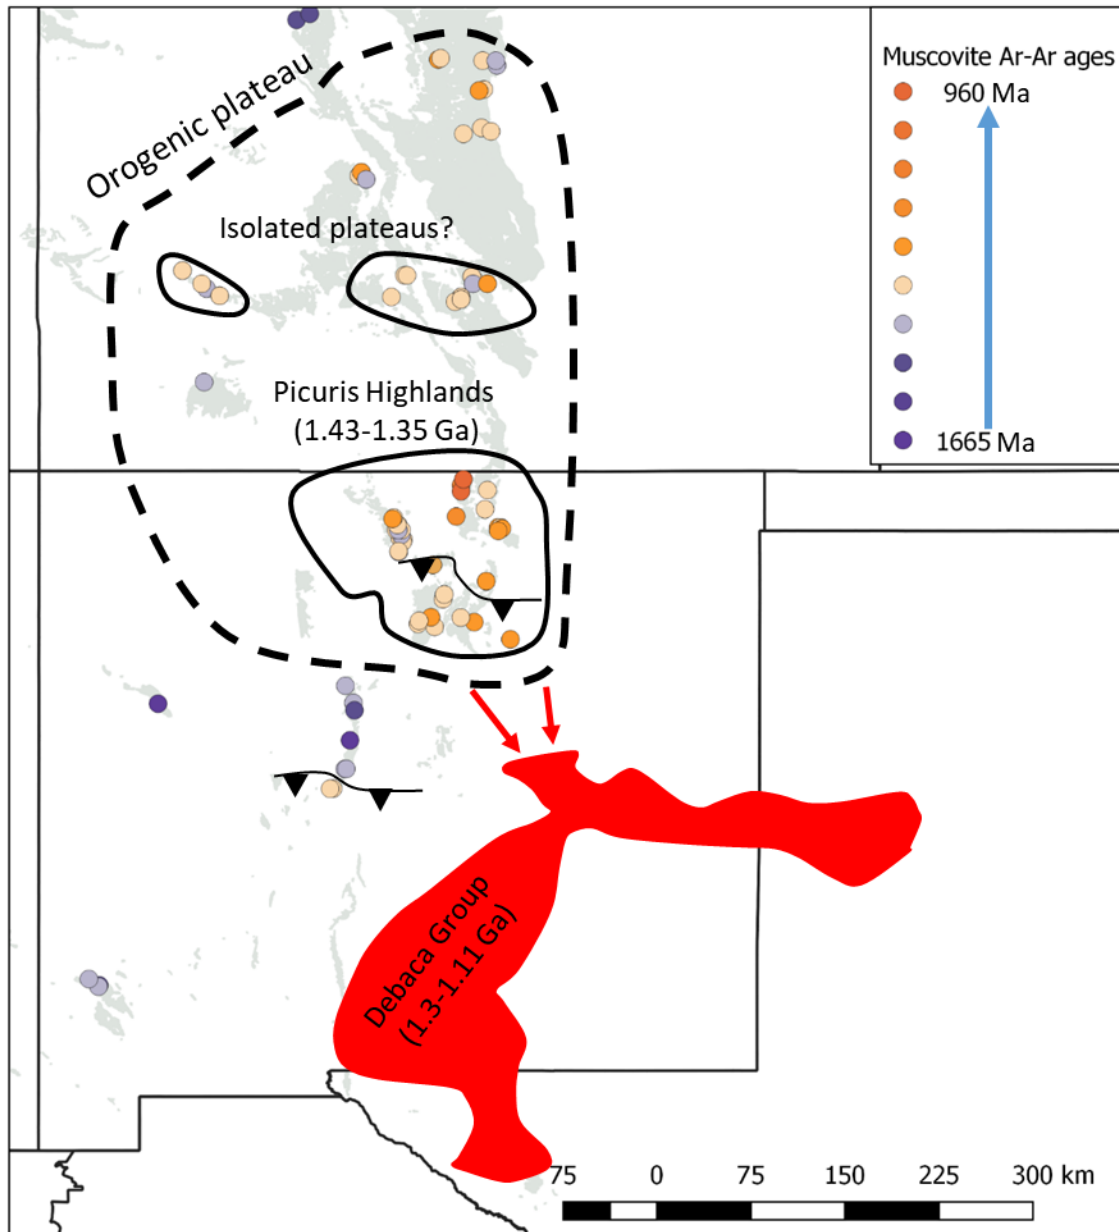 Orogenic plateau
Isolated plateaus?
Picuris Highlands
(1.43-1.35 Ga)
Muscovite Ar-Ar ages
960 Ma
1665 Ma
Debaca Group
(1.3-1.11 Ga)
75 0 75 150 225 300 km